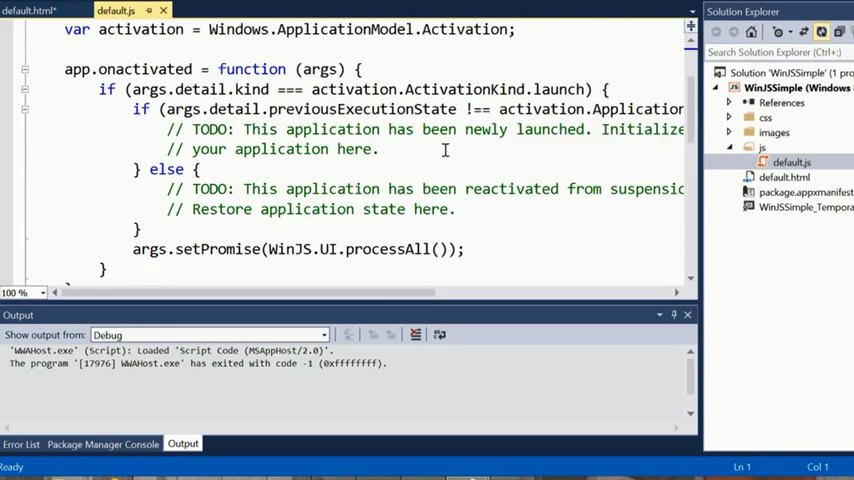 default.html*
default.js
Solution Explorer
var activation = Windows.ApplicationModel.Activation;
Search Solution Explorer (Ctrl+;)
app.onactivated = function (args) {
if (args.detail.kind === activation.ActivationKind.launch) {
if (args.detail.previousExecutionState !== activation.Application
// TODO: This application has been newly launched. Initialize
// your application here.
} else {
// TODO: This application has been reactivated from suspensic
// Restore application state here.
}
args.setPromise(WinJS.UI.processAll());
}
Solution 'WinJSSimple' (1 pro
WinJSSimple (Windows
References
css
images
js
default.js
default.html
package.appxmanifest
WinJSSimple_Tempora
100 %
Output
Show output from: Debug
'WWAHost.exe' (Script): Loaded 'Script Code (MSAppHost/2.0)'.
The program '[17976] WWAHost.exe' has exited with code -1 (0xffffffff).
Error List Package Manager Console Output
Ready Ln 1 Col 1